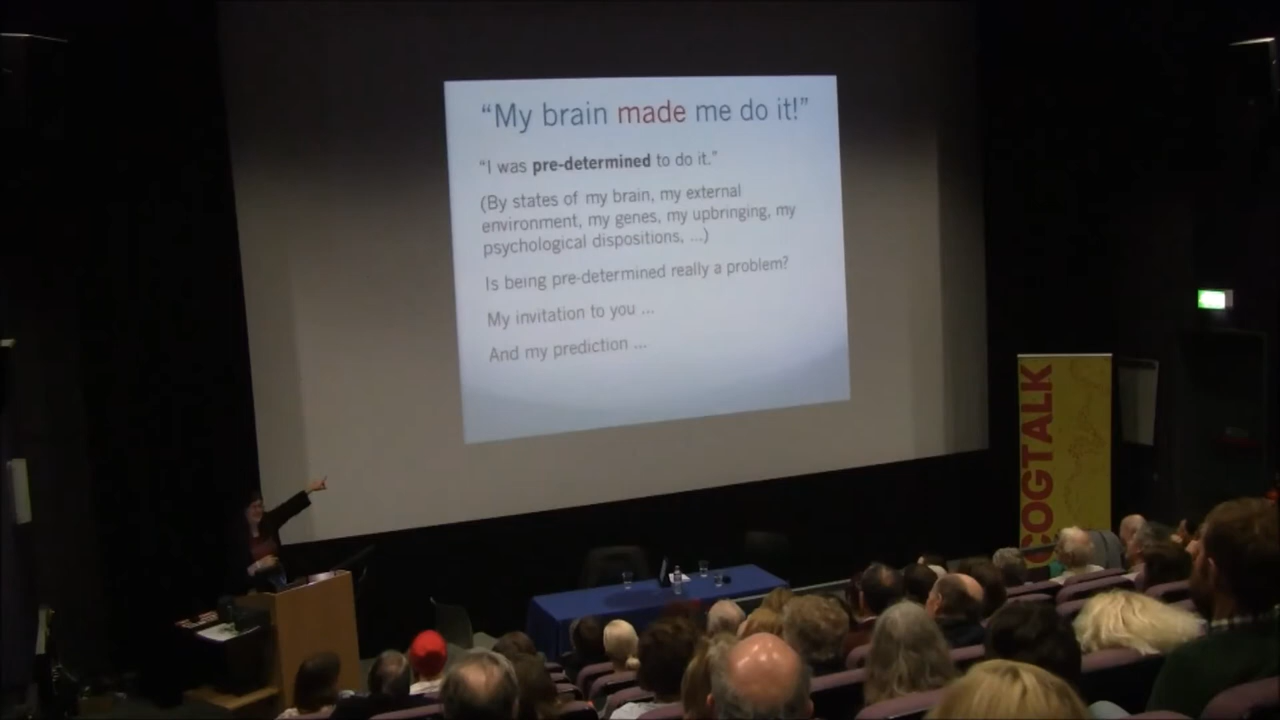 “My brain made me do it!”
“I was pre-determined to do it.”
(By states of my brain, my external
environment, my genes, my upbringing, my
psychological dispositions, ...)
Is being pre-determined really a problem?
My invitation to you ...
And my prediction ...
COGTALK